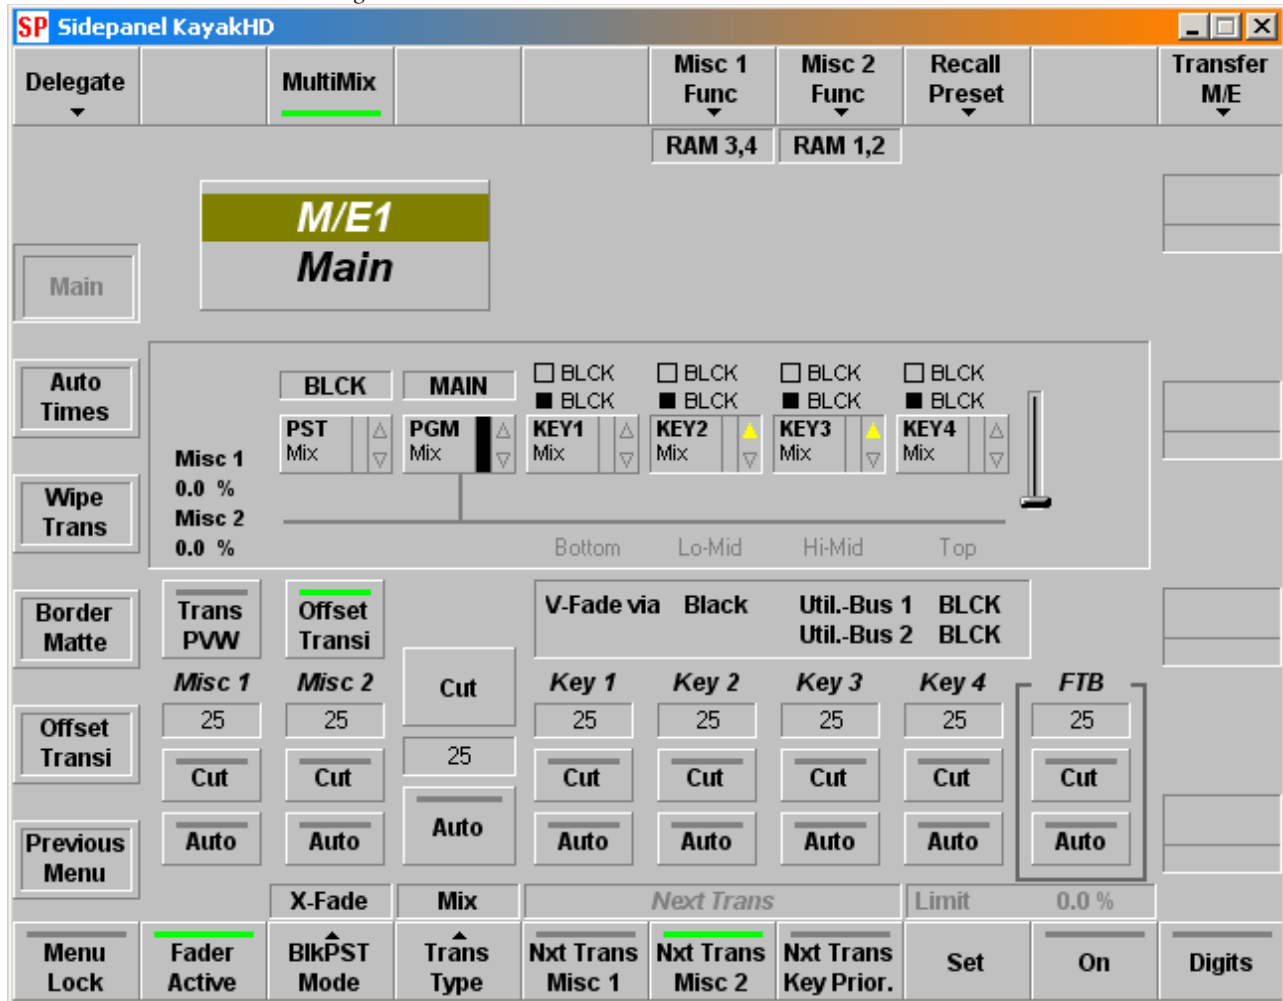 SP Sidepanel KayakHD
Delegate
MultiMix
Misc 1
Func
Misc 2
Func
Recall
Preset
Transfer
M/E
RAM 3,4
RAM 1,2
M/E1
Main
Main
Auto
Times
Wipe
Trans
Border
Matte
Offset
Transi
Previous
Menu
BLCK
MAIN
BLCK
BLCK
BLCK
BLCK
BLCK
BLCK
BLCK
BLCK
PST
Mix
PGM
Mix
KEY1
Mix
KEY2
Mix
KEY3
Mix
KEY4
Mix
Misc 1
0.0 %
Misc 2
0.0 %
Bottom
Lo-Mid
Hi-Mid
Top
Trans
PVW
Offset
Transi
V-Fade via Black Util.-Bus 1 BLCK
Util.-Bus 2 BLCK
Misc 1
25
Cut
Auto
Misc 2
25
Cut
Auto
Cut
25
Auto
Key 1
25
Cut
Auto
Key 2
25
Cut
Auto
Key 3
25
Cut
Auto
Key 4
25
Cut
Auto
FTB
25
Cut
Auto
X-Fade
Mix
Next Trans
Limit 0.0 %
Menu
Lock
Fader
Active
BlkPST
Mode
Trans
Type
Nxt Trans
Misc 1
Nxt Trans
Misc 2
Nxt Trans
Key Prior.
Set
On
Digits